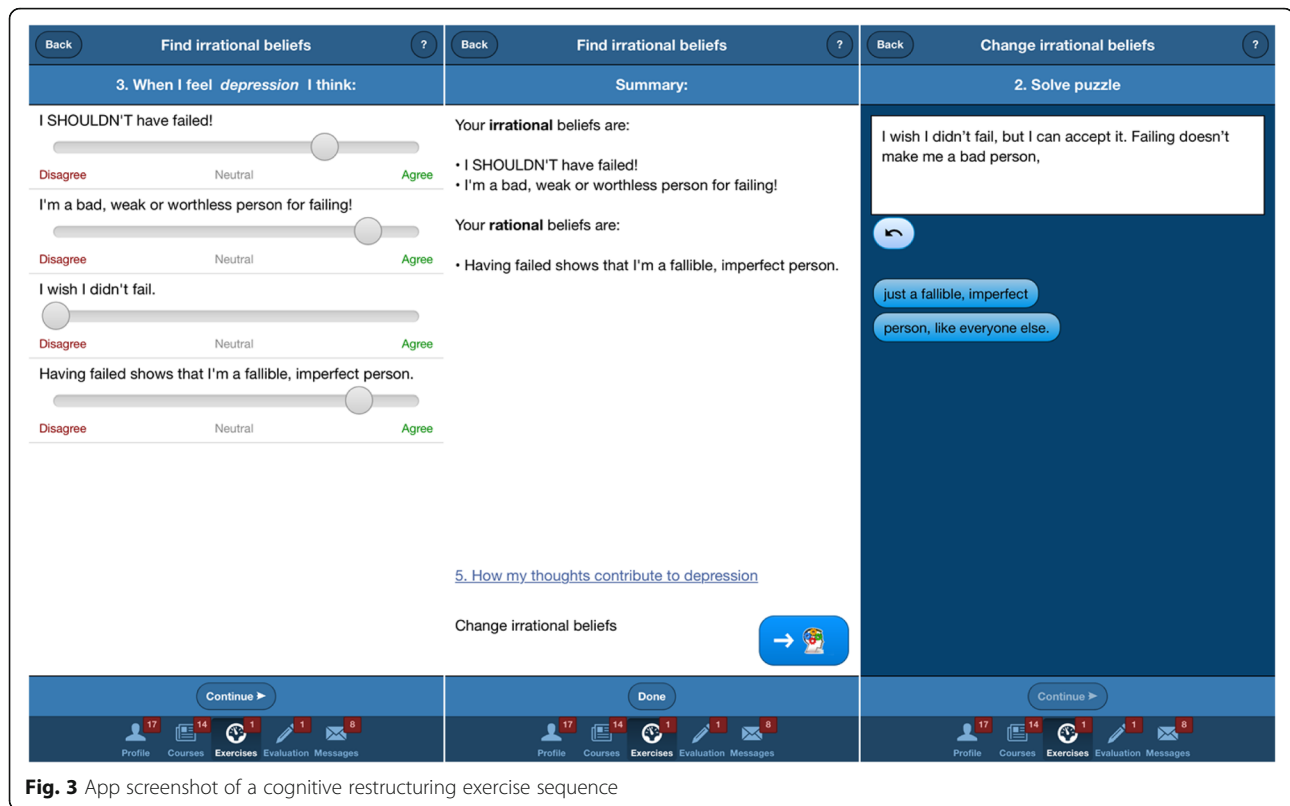 Back
Find irrational beliefs
?
3. When I feel depression I think:
I SHOULDN'T have failed!
Disagree Neutral Agree
I'm a bad, weak or worthless person for failing!
Disagree Neutral Agree
I wish I didn't fail.
Disagree Neutral Agree
Having failed shows that I'm a fallible, imperfect person.
Disagree Neutral Agree
Continue
17 14 1 1 8
Profile Courses Exercises Evaluation Messages
Back
Find irrational beliefs
?
Summary:
Your irrational beliefs are:
• I SHOULDN'T have failed!
• I'm a bad, weak or worthless person for failing!
Your rational beliefs are:
• Having failed shows that I'm a fallible, imperfect person.
5. How my thoughts contribute to depression
Change irrational beliefs
Done
17 14 1 1 8
Profile Courses Exercises Evaluation Messages
Back
Change irrational beliefs
?
2. Solve puzzle
I wish I didn't fail, but I can accept it. Failing doesn't
make me a bad person,
just a fallible, imperfect
person, like everyone else.
Continue
17 14 1 1 8
Profile Courses Exercises Evaluation Messages
Fig. 3 App screenshot of a cognitive restructuring exercise sequence